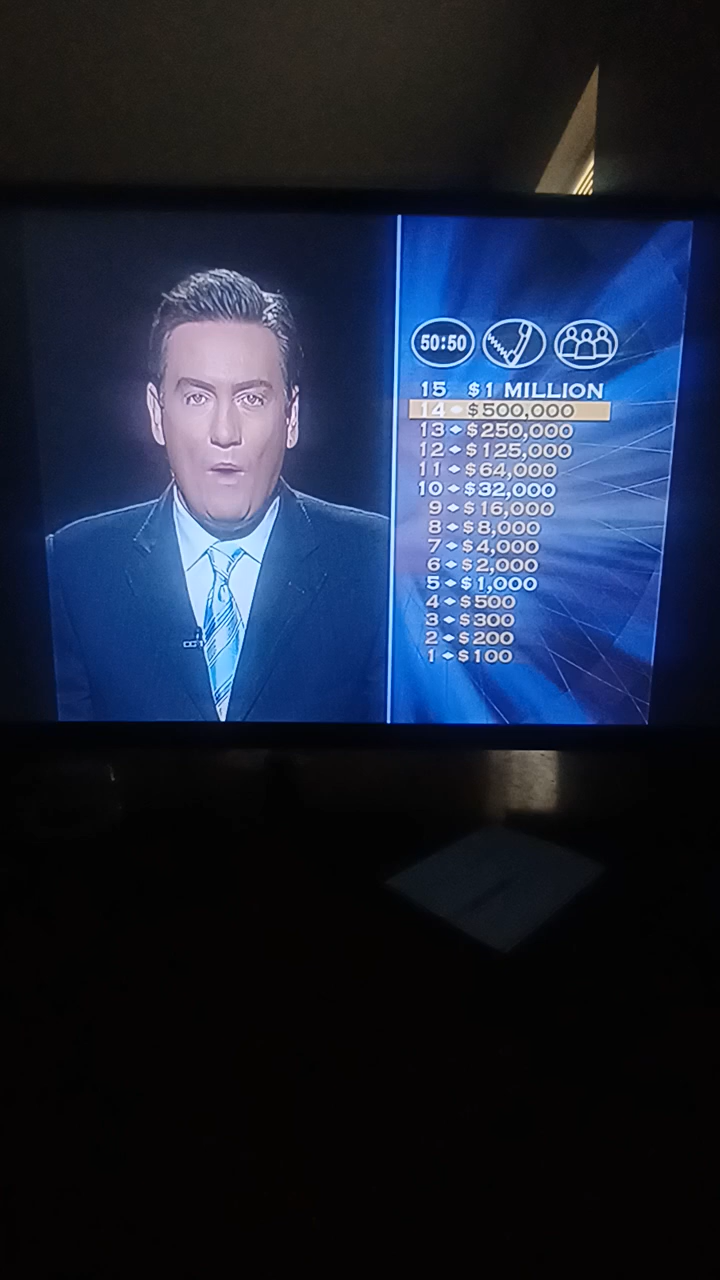 50:50
15 $1 MILLION
14 ◆ $500,000
13 ◆ $250,000
12 ◆ $125,000
11 ◆ $64,000
10 ◆ $32,000
9 ◆ $16,000
8 ◆ $8,000
7 ◆ $4,000
6 ◆ $2,000
5 ◆ $1,000
4 ◆ $500
3 ◆ $300
2 ◆ $200
1 ◆ $100